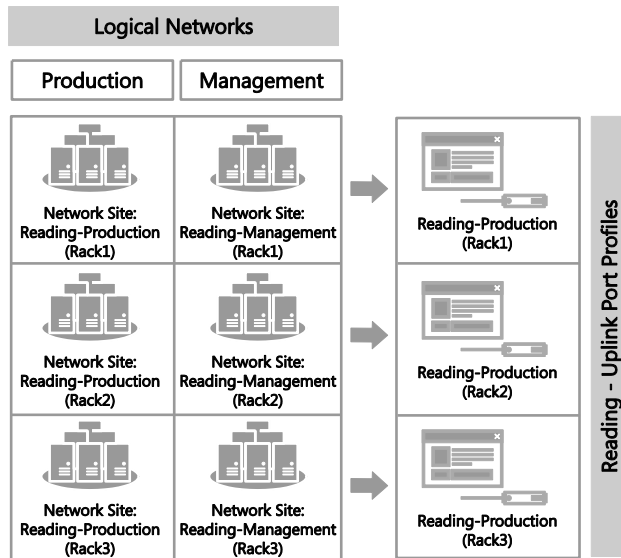 Logical Networks
Production
Management
Network Site:
Reading-Production
(Rack1)
Network Site:
Reading-Management
(Rack1)
Reading-Production
(Rack1)
Network Site:
Reading-Production
(Rack2)
Network Site:
Reading-Management
(Rack2)
Reading-Production
(Rack2)
Network Site:
Reading-Production
(Rack3)
Network Site:
Reading-Management
(Rack3)
Reading-Production
(Rack3)
Reading - Uplink Port Profiles